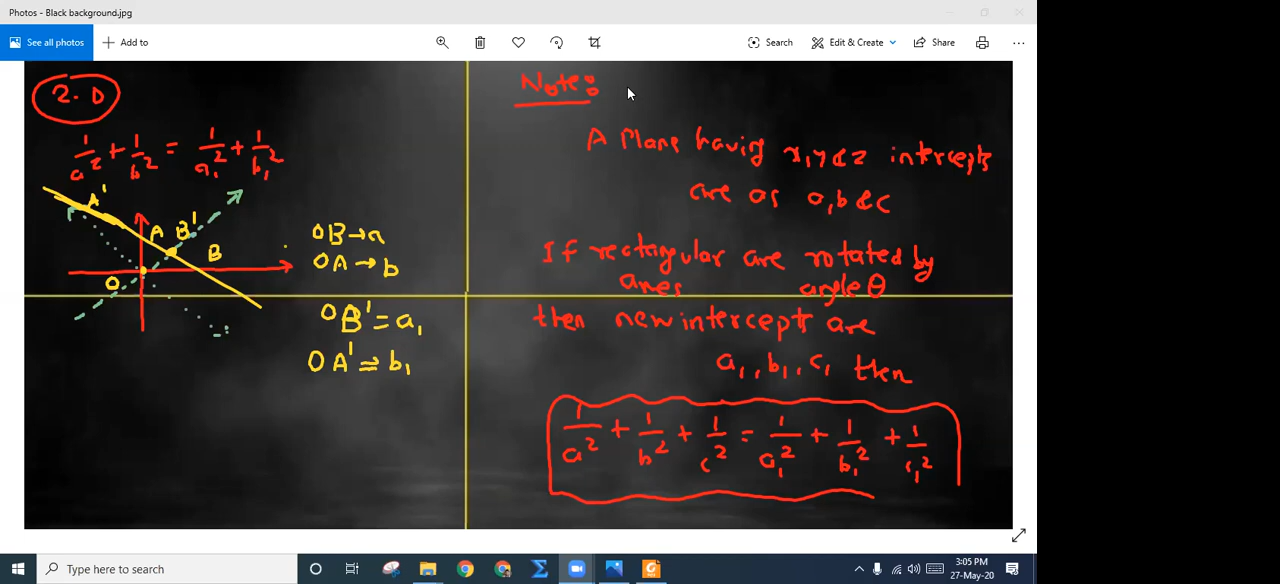 Photos - Black background.jpg
See all photos
Add to
Search
Edit & Create
Share
2. D
1/a² + 1/b² = 1/a₁² + 1/b₁²
A'
A
B'
B
O
OB → a
OA → b
OB' = a₁
OA' ⇒ b₁
Note:
A Plane having x, y & z intercepts
are as a, b & c
If rectangular are rotated by
axes angle θ
then new intercepts are
a₁, b₁, c₁ then
1/a² + 1/b² + 1/c² = 1/a₁² + 1/b₁² + 1/c₁²
Type here to search
3:05 PM
27-May-20